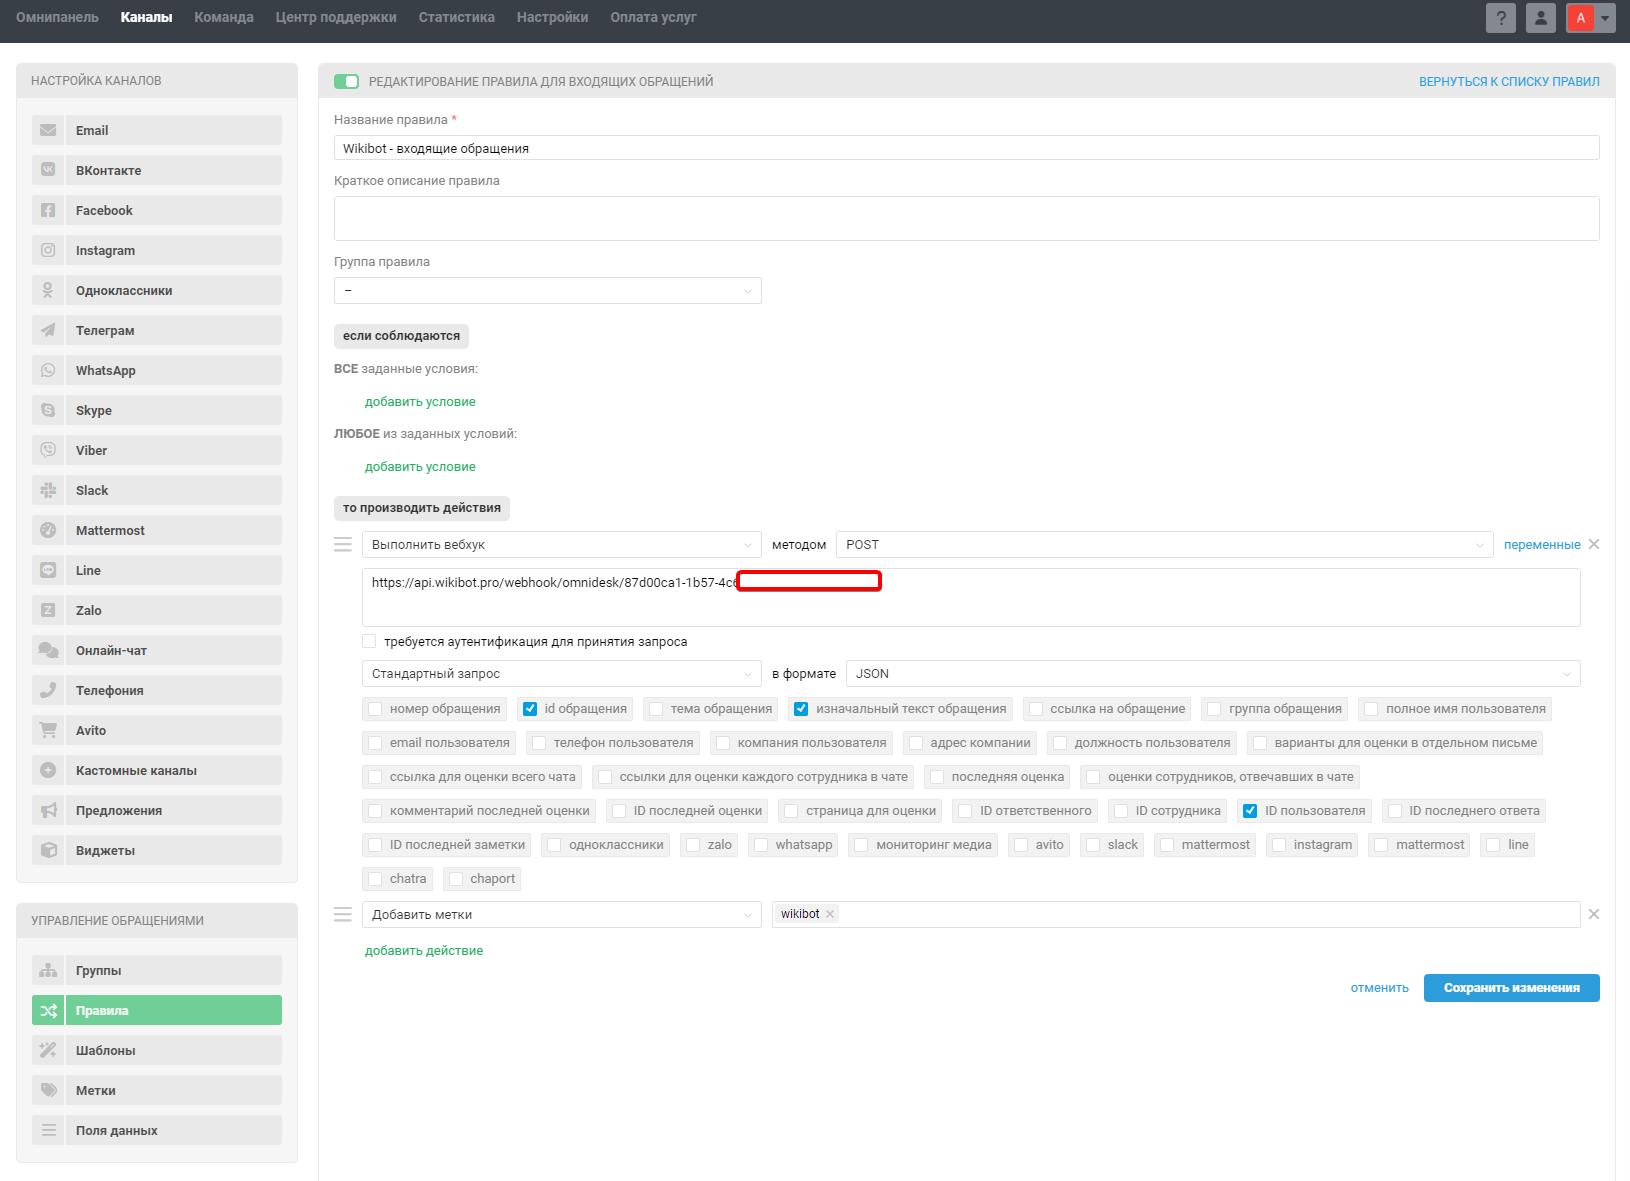 Омнипанель Каналы Команда Центр поддержки Статистика Настройки Оплата услуг ? A
НАСТРОЙКА КАНАЛОВ
Email
ВКонтакте
Facebook
Instagram
Одноклассники
Телеграм
WhatsApp
Skype
Viber
Slack
Mattermost
Line
Zalo
Онлайн-чат
Телефония
Avito
Кастомные каналы
Предложения
Виджеты
УПРАВЛЕНИЕ ОБРАЩЕНИЯМИ
Группы
Правила
Шаблоны
Метки
Поля данных
РЕДАКТИРОВАНИЕ ПРАВИЛА ДЛЯ ВХОДЯЩИХ ОБРАЩЕНИЙ ВЕРНУТЬСЯ К СПИСКУ ПРАВИЛ
Название правила *
Wikibot - входящие обращения
Краткое описание правила
Группа правила
–
если соблюдаются
ВСЕ заданные условия:
добавить условие
ЛЮБОЕ из заданных условий:
добавить условие
то производить действия
Выполнить вебхук методом POST переменные
https://api.wikibot.pro/webhook/omnidesk/87d00ca1-1b57-4c6
требуется аутентификация для принятия запроса
Стандартный запрос в формате JSON
номер обращения id обращения тема обращения изначальный текст обращения ссылка на обращение группа обращения полное имя пользователя
email пользователя телефон пользователя компания пользователя адрес компании должность пользователя варианты для оценки в отдельном письме
ссылка для оценки всего чата ссылки для оценки каждого сотрудника в чате последняя оценка оценки сотрудников, отвечавших в чате
комментарий последней оценки ID последней оценки страница для оценки ID ответственного ID сотрудника ID пользователя ID последнего ответа
ID последней заметки одноклассники zalo whatsapp мониторинг медиа avito slack mattermost instagram mattermost line
chatra chaport
Добавить метки wikibot
добавить действие
отменить Сохранить изменения